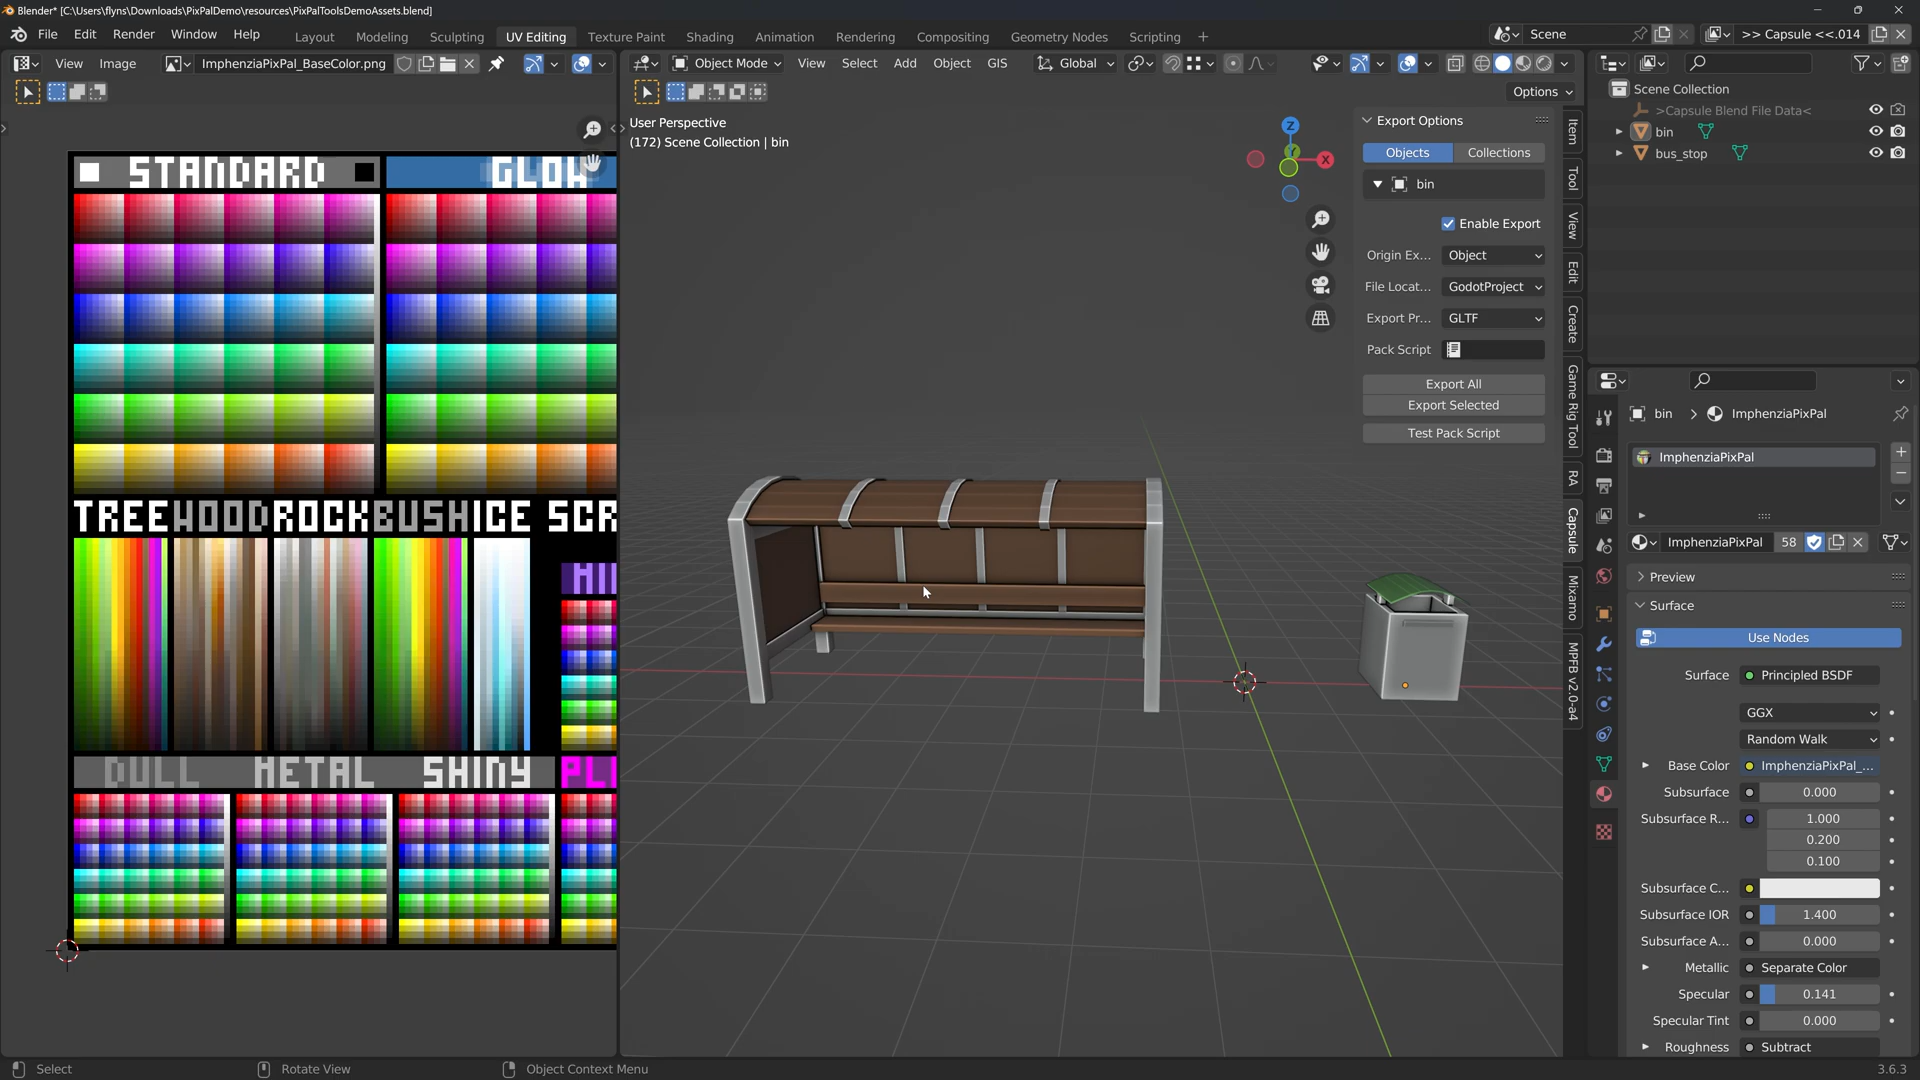 Blender* [C:\Users\flyns\Downloads\PixPalDemo\resources\PixPalToolsDemoAssets.blend]
File Edit Render Window Help
Layout Modeling Sculpting UV Editing Texture Paint Shading Animation Rendering Compositing Geometry Nodes Scripting +
Scene
>> Capsule <<.014
View Image
ImphenziaPixPal_BaseColor.png
Object Mode
View Select Add Object GIS
Global
Options
User Perspective
(172) Scene Collection | bin
Z
X
STANDARD
GLOW
TREE WOOD ROCK BUSH ICE SCR
DULL METAL SHINY
Export Options
Objects Collections
bin
Enable Export
Origin Ex... Object
File Locat... GodotProject
Export Pr... GLTF
Pack Script
Export All
Export Selected
Test Pack Script
Item
Tool
View
Edit
Create
Game Rig Tool
RA
Capsule
Mixamo
MPFB v2.0-a4
Scene Collection
>Capsule Blend File Data<
bin
bus_stop
bin > ImphenziaPixPal
ImphenziaPixPal
ImphenziaPixPal 58
Preview
Surface
Use Nodes
Surface Principled BSDF
GGX
Random Walk
Base Color ImphenziaPixPal_...
Subsurface 0.000
Subsurface R... 1.000
0.200
0.100
Subsurface C...
Subsurface IOR 1.400
Subsurface A... 0.000
Metallic Separate Color
Specular 0.141
Specular Tint 0.000
Roughness Subtract
Select
Rotate View
Object Context Menu
3.6.3